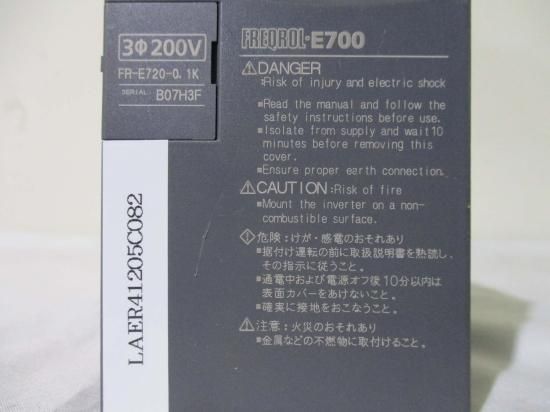 3Φ200V
FR-E720-0.1K
SERIAL B07H3F
FREQROL-E700
⚠DANGER
:Risk of injury and electric shock
■Read the manual and follow the
safety instructions before use.
■Isolate from supply and wait10
minutes before removing this
cover.
■Ensure proper earth connection.
⚠CAUTION:Risk of fire
■Mount the inverter on a non-
combustible surface.
危険:けが・感電のおそれあり
■据付け運転の前に取扱説明書を熟読し、
その指示に従うこと。
■通電中および電源オフ後10分以内は
表面カバーをあけないこと。
■確実に接地をおこなうこと。
⚠注意:火災のおそれあり
■金属などの不燃物に取付けること。
LAER41205C082